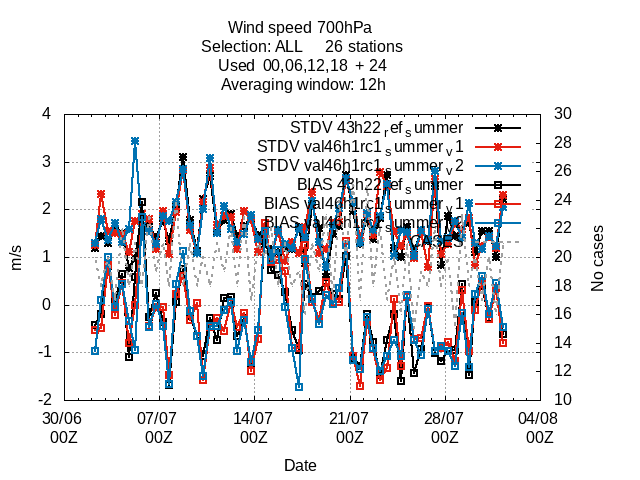 Wind speed 700hPa
Selection: ALL 26 stations
Used 00,06,12,18 + 24
Averaging window: 12h
4 30
STDV 43h22_ref_summer
28
STDV val46h1rc1_summer_v1
3 STDV val46h1rc1_summer_v2
26
BIAS 43h22_ref_summer
2 BIAS val46h1rc1_summer_v1 24
BIAS val46h1rc1_summer_v2
22
1 20
m/s
No cases
18
0
16
-1 14
12
-2 10
30/06 07/07 14/07 21/07 28/07 04/08
00Z 00Z 00Z 00Z 00Z 00Z
Date